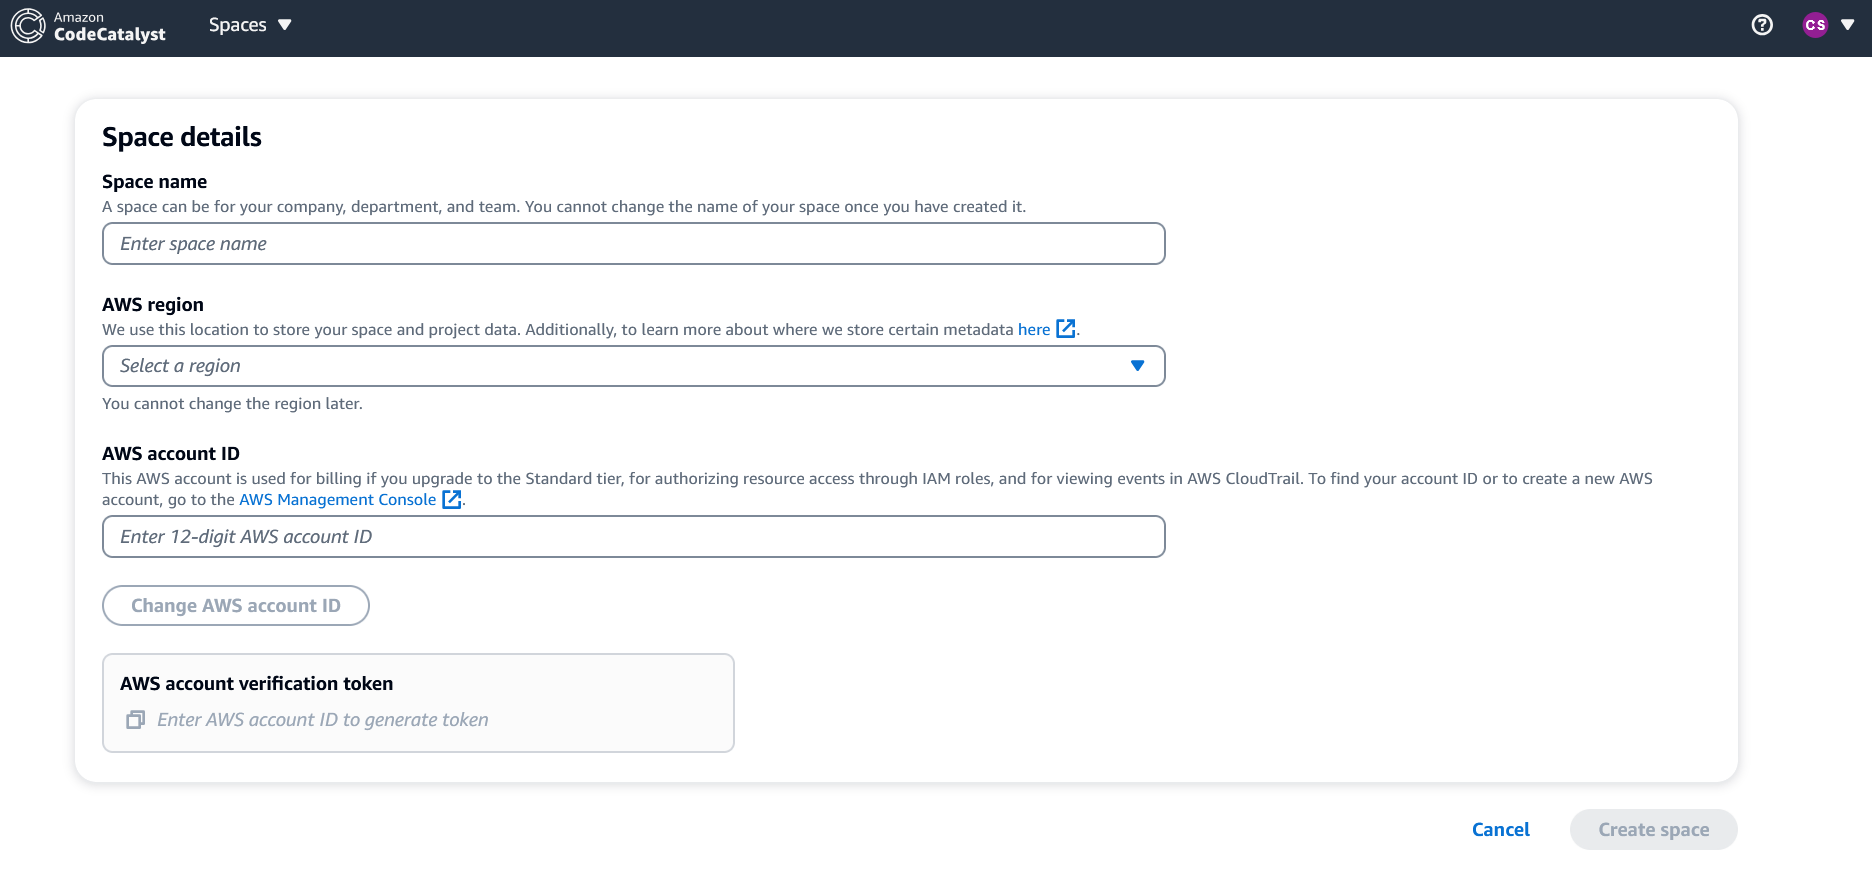 Amazon
CodeCatalyst
Spaces
CS
Space details
Space name
A space can be for your company, department, and team. You cannot change the name of your space once you have created it.
Enter space name
AWS region
We use this location to store your space and project data. Additionally, to learn more about where we store certain metadata here.
Select a region
You cannot change the region later.
AWS account ID
This AWS account is used for billing if you upgrade to the Standard tier, for authorizing resource access through IAM roles, and for viewing events in AWS CloudTrail. To find your account ID or to create a new AWS
account, go to the AWS Management Console.
Enter 12-digit AWS account ID
Change AWS account ID
AWS account verification token
Enter AWS account ID to generate token
Cancel
Create space